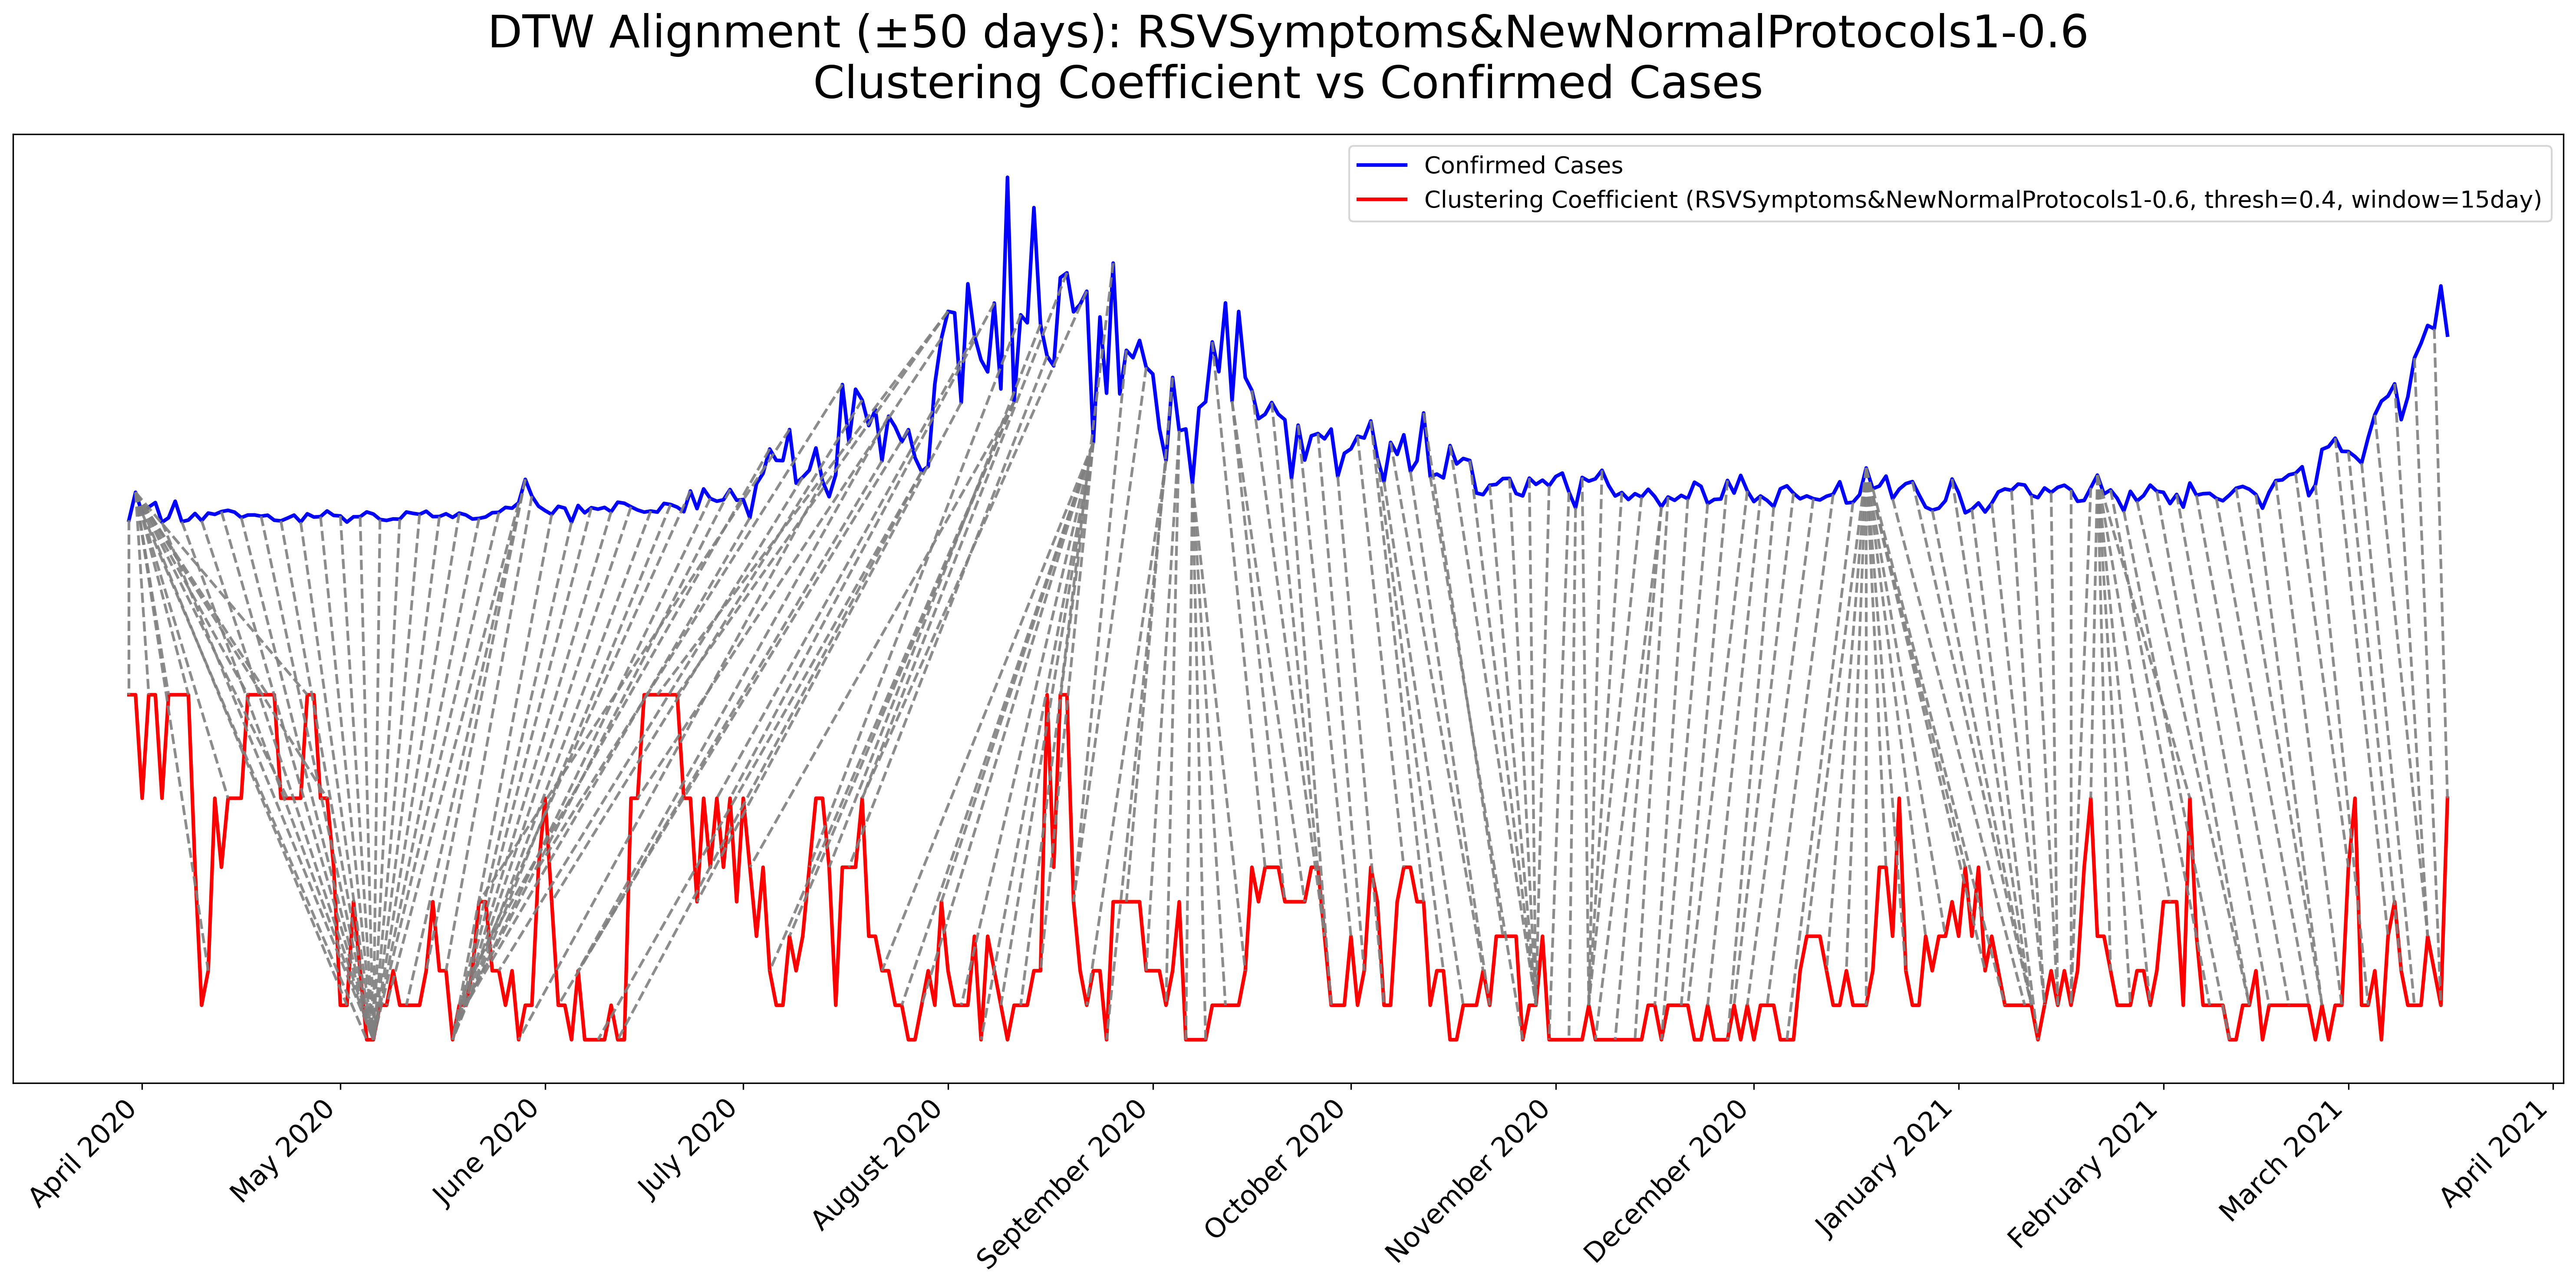 DTW Alignment (±50 days): RSVSymptoms&NewNormalProtocols1-0.6
Clustering Coefficient vs Confirmed Cases
Confirmed Cases
Clustering Coefficient (RSVSymptoms&NewNormalProtocols1-0.6, thresh=0.4, window=15day)
April 2020
May 2020
June 2020
July 2020
August 2020
September 2020
October 2020
November 2020
December 2020
January 2021
February 2021
March 2021
April 2021